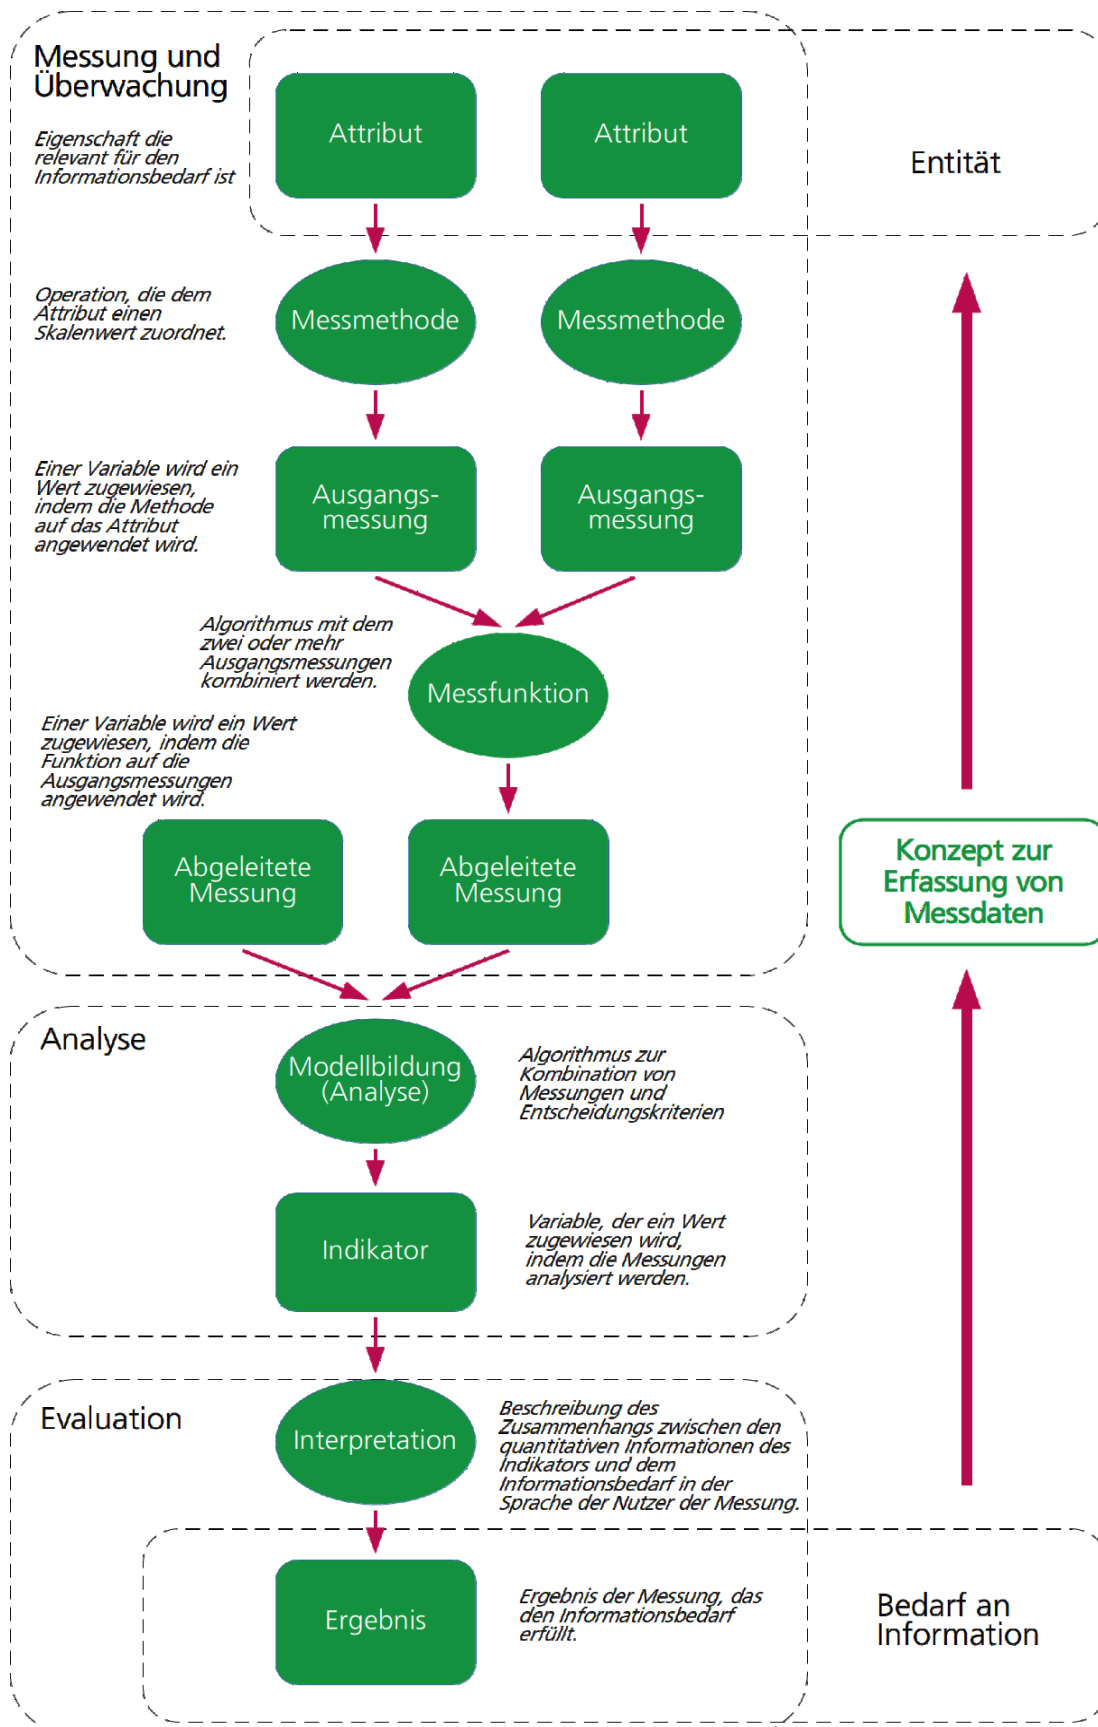 Messung und
Überwachung
Eigenschaft die
relevant für den
Informationsbedarf ist
Attribut
Attribut
Entität
Operation, die dem
Attribut einen
Skalenwert zuordnet.
Messmethode
Messmethode
Einer Variable wird ein
Wert zugewiesen,
indem die Methode
auf das Attribut
angewendet wird.
Ausgangs-
messung
Ausgangs-
messung
Algorithmus mit dem
zwei oder mehr
Ausgangsmessungen
kombiniert werden.
Messfunktion
Einer Variable wird ein Wert
zugewiesen, indem die
Funktion auf die
Ausgangsmessungen
angewendet wird.
Abgeleitete
Messung
Abgeleitete
Messung
Konzept zur
Erfassung von
Messdaten
Analyse
Modellbildung
(Analyse)
Algorithmus zur
Kombination von
Messungen und
Entscheidungskriterien
Indikator
Variable, der ein Wert
zugewiesen wird,
indem die Messungen
analysiert werden.
Evaluation
Interpretation
Beschreibung des
Zusammenhangs zwischen den
quantitativen Informationen des
Indikators und dem
Informationsbedarf in der
Sprache der Nutzer der Messung.
Ergebnis
Ergebnis der Messung, das
den Informationsbedarf
erfüllt.
Bedarf an
Information